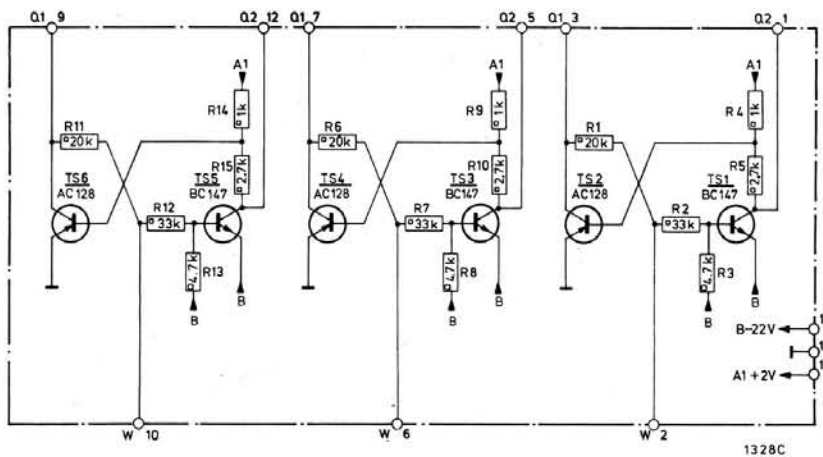 Q1 9 Q2 12 Q1 7 Q2 5 Q1 3 Q2 1
A1 A1 A1
R14 1k R9 1k R4 1k
R11 R6 R1
20k 20k 20k
R15 2,7k R10 2,7k R5 2,7k
TS6 TS5 TS4 TS3 TS2 TS1
AC128 BC147 AC128 BC147 AC128 BC147
R12 R7 R2
33k 33k 33k
4,7k R13 4,7k R8 4,7k R3
B B B B B B
B-22V
A1+2V
W 10 W 6 W 2
1328C